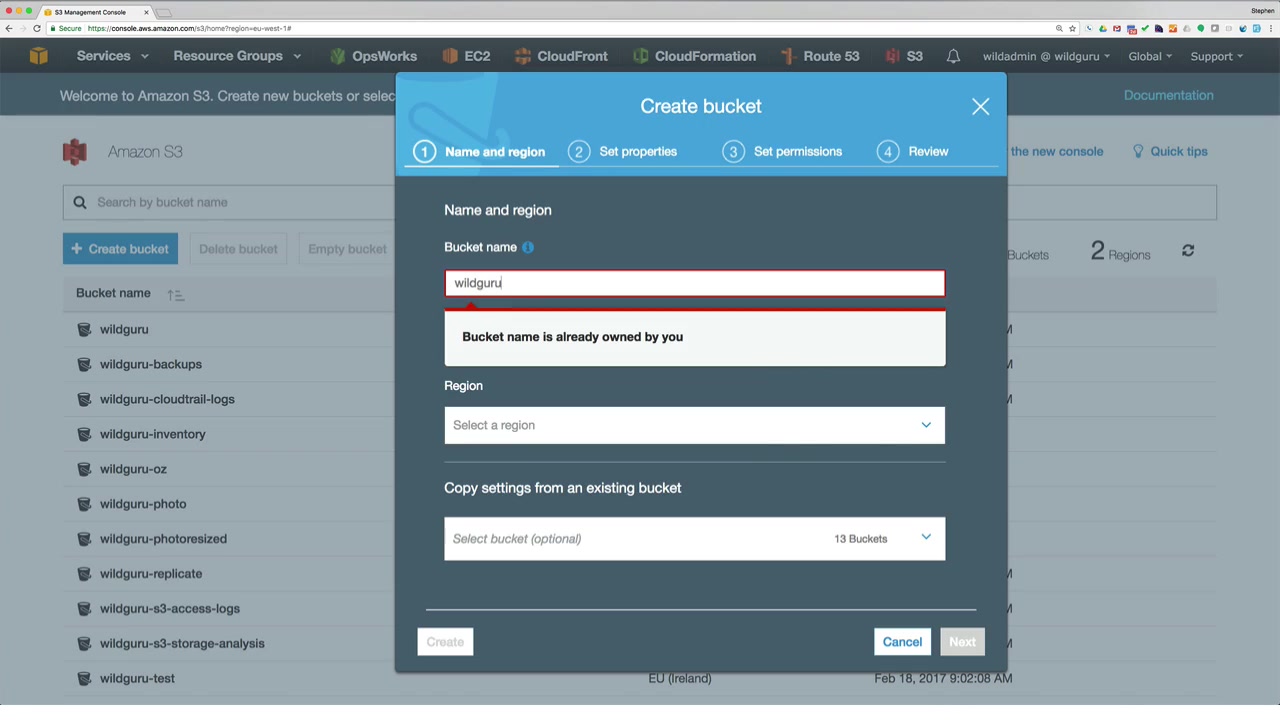 S3 Management Console
Stephen
Secure https://console.aws.amazon.com/s3/home?region=eu-west-1#
Services Resource Groups OpsWorks EC2 CloudFront CloudFormation Route 53 S3 wildadmin @ wildguru Global Support
Welcome to Amazon S3. Create new buckets or selec
Documentation
Create bucket
Amazon S3
1 Name and region 2 Set properties 3 Set permissions 4 Review
the new console Quick tips
Search by bucket name
Name and region
Create bucket Delete bucket Empty bucket
Bucket name
Buckets 2 Regions
wildguru
Bucket name is already owned by you
Region
Select a region
Copy settings from an existing bucket
Select bucket (optional) 13 Buckets
Create Cancel Next
Bucket name
wildguru
wildguru-backups
wildguru-cloudtrail-logs
wildguru-inventory
wildguru-oz
wildguru-photo
wildguru-photoresized
wildguru-replicate
wildguru-s3-access-logs
wildguru-s3-storage-analysis
wildguru-test EU (Ireland) Feb 18, 2017 9:02:08 AM